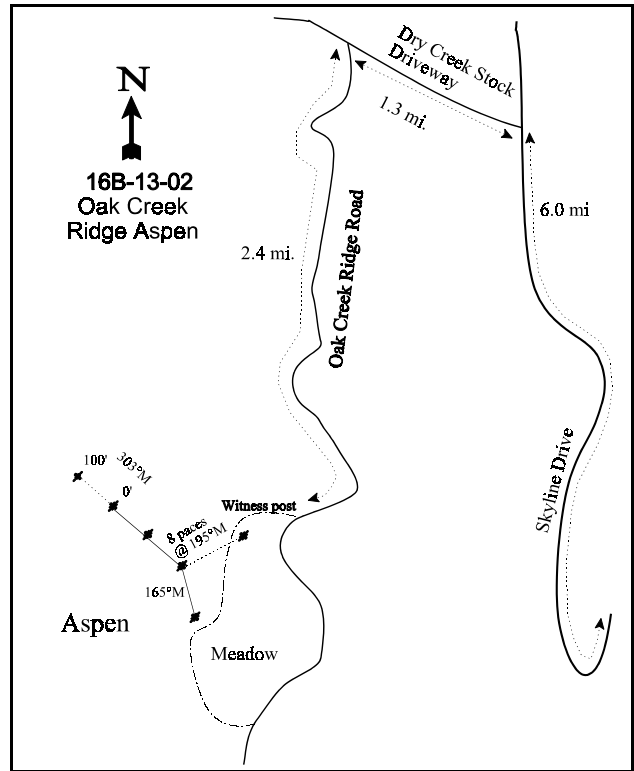 Dry Creek Stock
Driveway
1.3 mi.
N
16B-13-02
Oak Creek
Ridge Aspen
6.0 mi
2.4 mi.
Oak Creek Ridge Road
Skyline Drive
100'
303°M
0'
Witness post
8 paces
@ 195°M
165°M
Aspen
Meadow